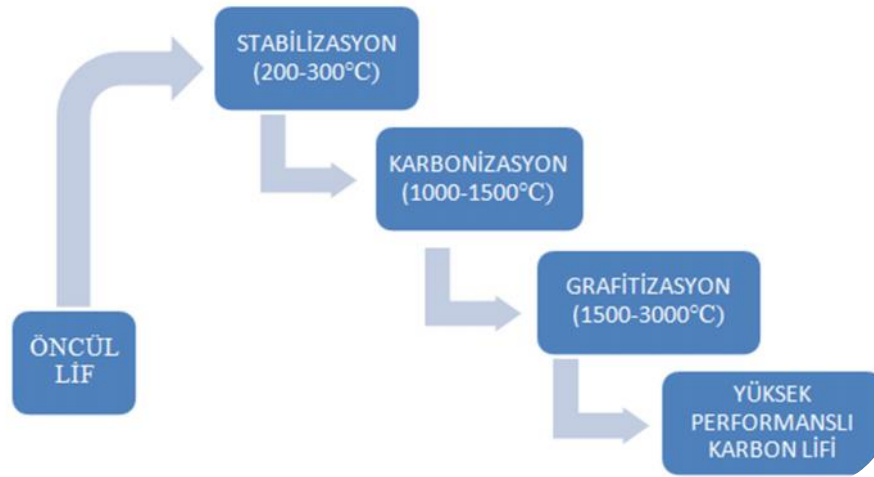 STABİLİZASYON
(200-300°C)
KARBONİZASYON
(1000-1500°C)
GRAFİTİZASYON
(1500-3000°C)
ÖNCÜL
LİF
YÜKSEK
PERFORMANSLI
KARBON LİFİ